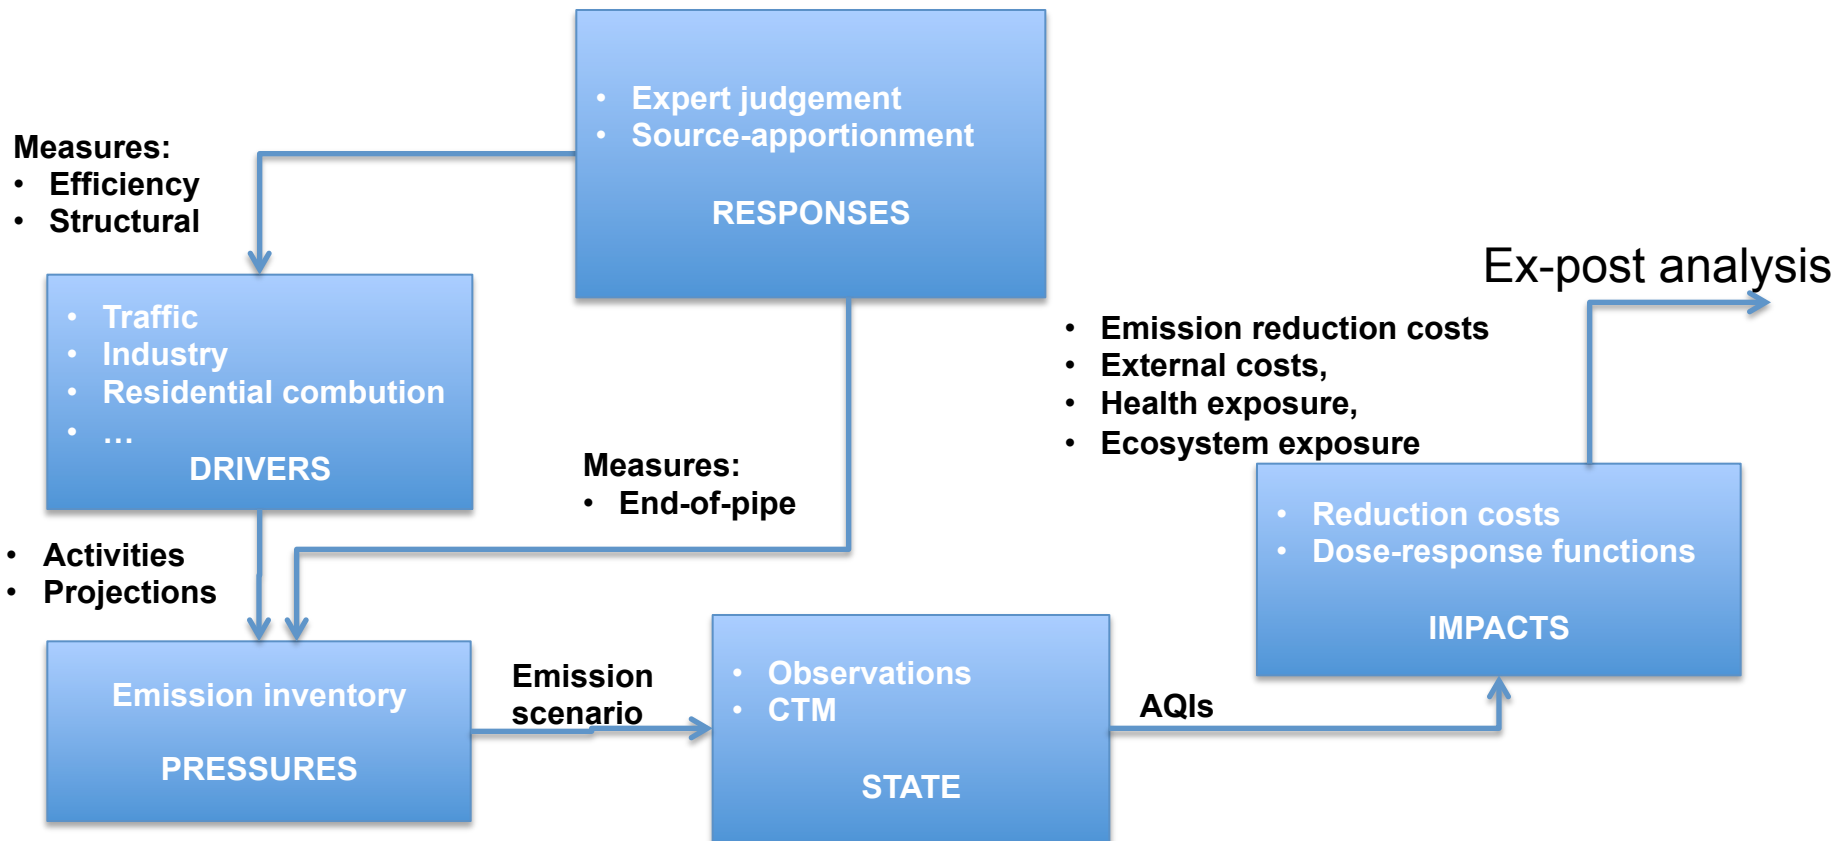 • Expert judgement
• Source-apportionment
RESPONSES
Measures:
• Efficiency
• Structural
Ex-post analysis
• Traffic
• Industry
• Residential combution
• ...
DRIVERS
• Emission reduction costs
• External costs,
• Health exposure,
• Ecosystem exposure
Measures:
• End-of-pipe
• Reduction costs
• Dose-response functions
IMPACTS
• Activities
• Projections
Emission inventory
PRESSURES
Emission
scenario
• Observations
• CTM
STATE
AQIs